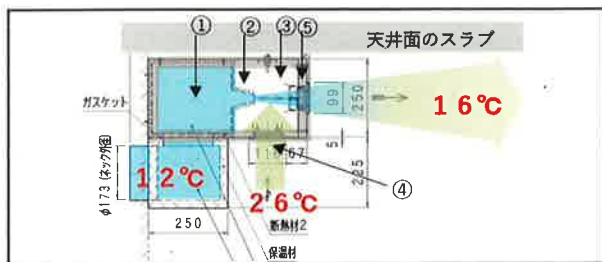 ① ② ③ ⑤
天井面のスラブ
ガスケット
99
250
16℃
5
116 67
④
225
φ173 (ネック外径)
12℃
26℃
250
断熱材2
保温材